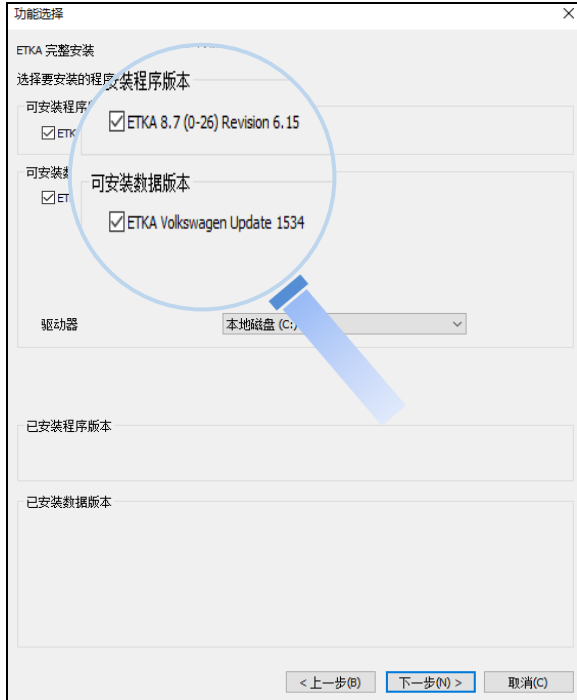 功能选择
ETKA 完整安装
选择要安装的程序
安装程序版本
可安装程序
ETKA 8.7 (0-26) Revision 6.15
ETK
可安装数据版本
可安装
ET
ETKA Volkswagen Update 1534
驱动器
本地磁盘 (C:)
已安装程序版本
已安装数据版本
<上一步(B)
下一步(N) >
取消(C)